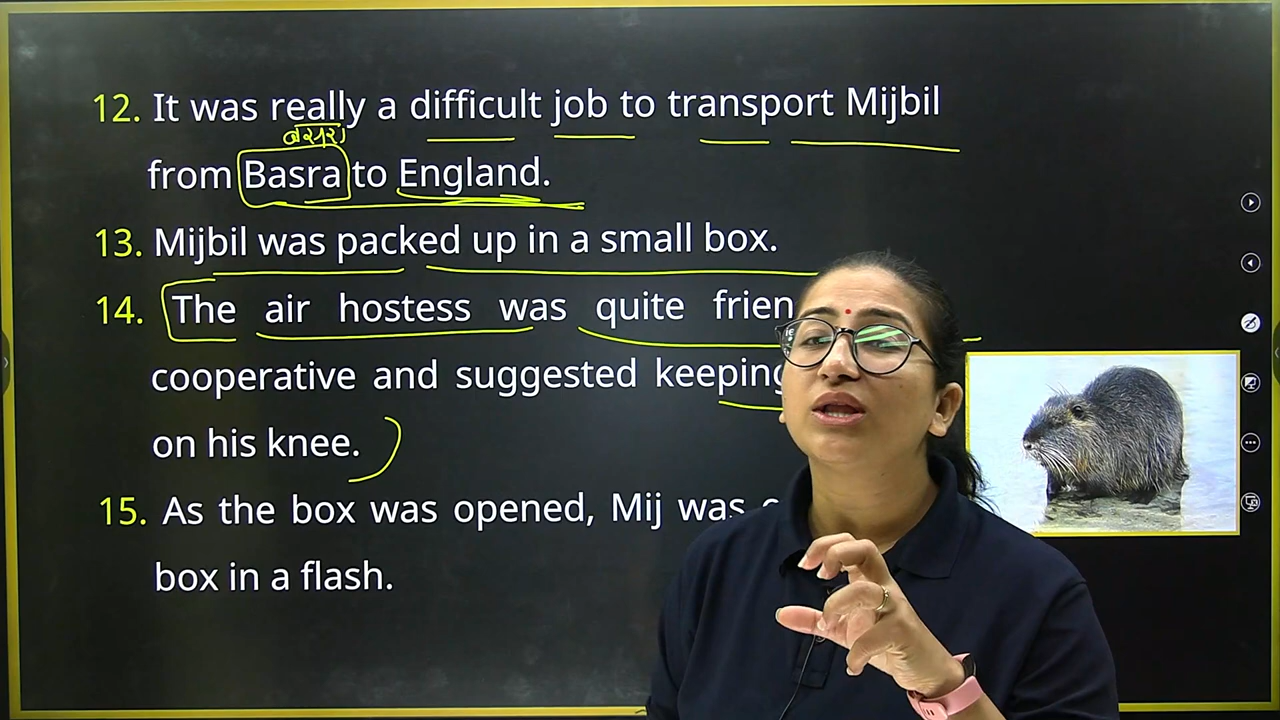 12. It was really a difficult job to transport Mijbil
बसरा
from Basra to England.
13. Mijbil was packed up in a small box.
14. The air hostess was quite
cooperative and suggested keeping
on his knee.
15. As the box was opened, Mij was
box in a flash.